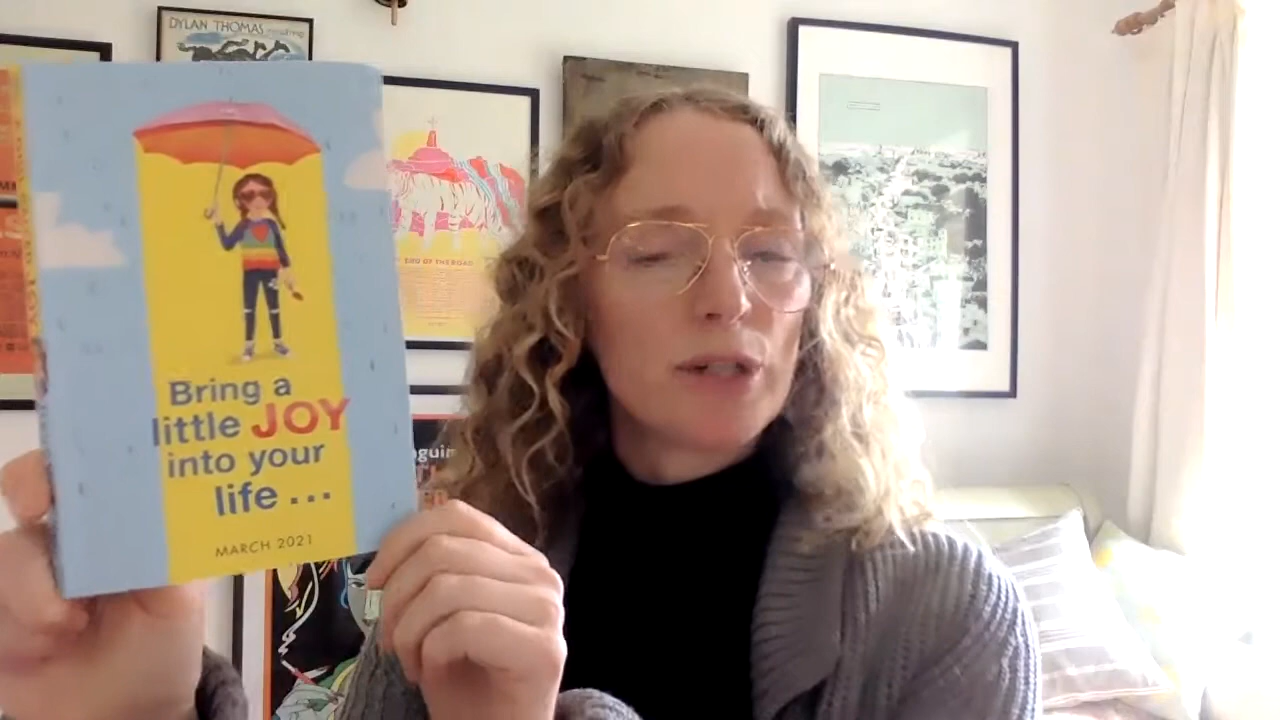 DYLAN THOMAS
END OF THE ROAD
Bring a
little JOY
into your
life ...
MARCH 2021